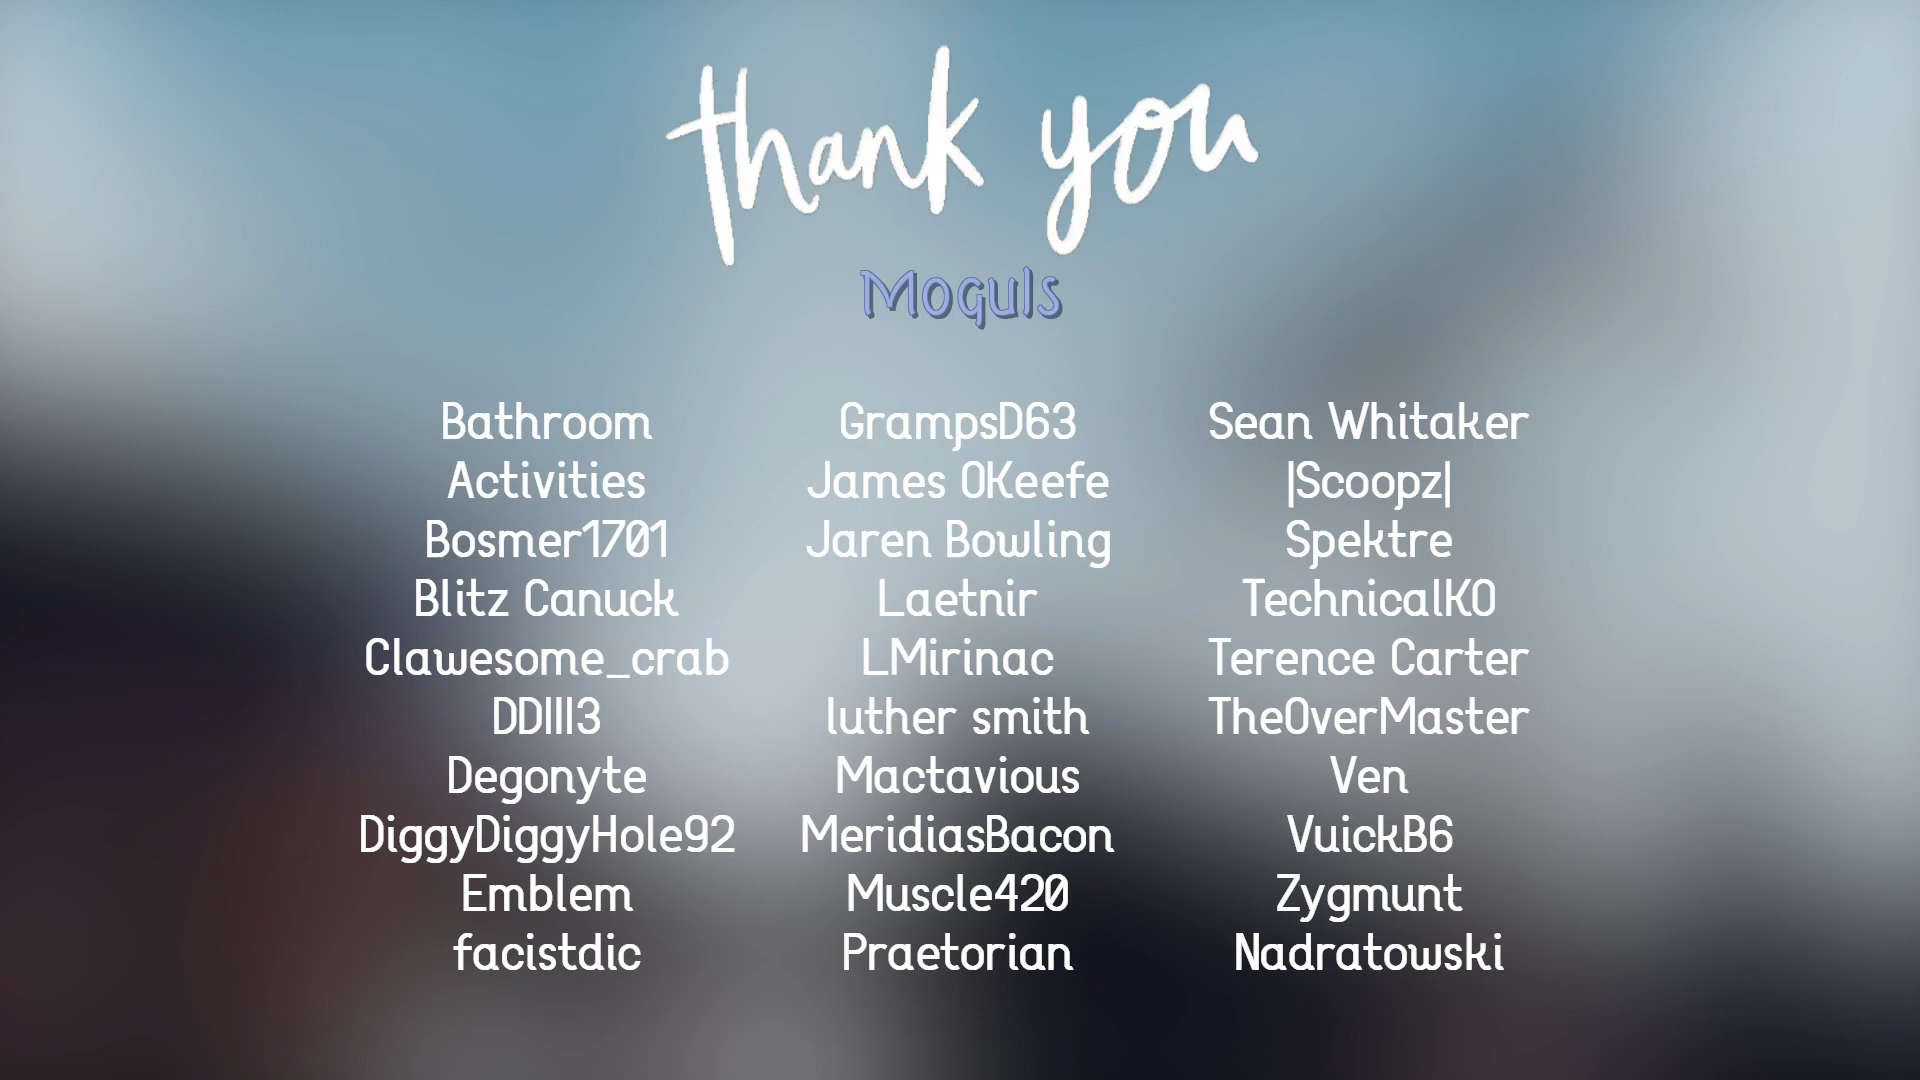 thank you
Moguls
Bathroom
Activities
Bosmer1701
Blitz Canuck
Clawesome_crab
DDIII3
Degonyte
DiggyDiggyHole92
Emblem
facistdic
GrampsD63
James OKeefe
Jaren Bowling
Laetnir
LMirinac
luther smith
Mactavious
MeridiasBacon
Muscle420
Praetorian
Sean Whitaker
|Scoopz|
Spektre
TechnicalKO
Terence Carter
TheOverMaster
Ven
VuickB6
Zygmunt
Nadratowski